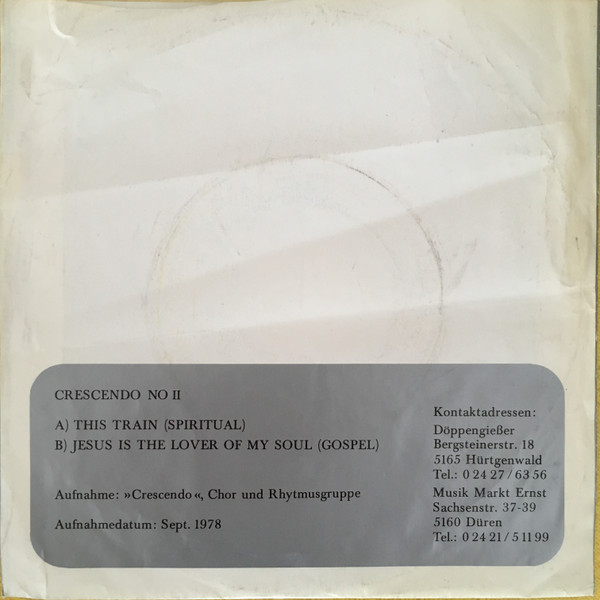 CRESCENDO NO II
A) THIS TRAIN (SPIRITUAL)
B) JESUS IS THE LOVER OF MY SOUL (GOSPEL)
Aufnahme: »Crescendo«, Chor und Rhytmusgruppe
Aufnahmedatum: Sept. 1978
Kontaktadressen:
Döppengießer
Bergsteinerstr. 18
5165 Hürtgenwald
Tel.: 0 24 27 / 63 56
Musik Markt Ernst
Sachsenstr. 37-39
5160 Düren
Tel.: 0 24 21 / 5 11 99